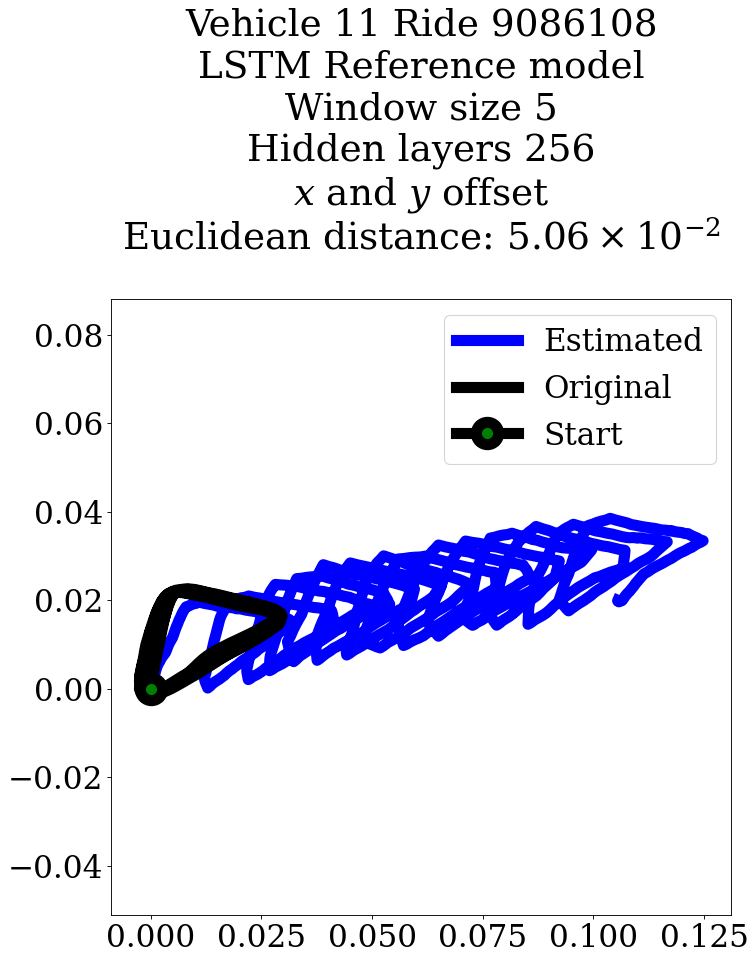 Vehicle 11 Ride 9086108
LSTM Reference model
Window size 5
Hidden layers 256
x and y offset
Euclidean distance: 5.06 × 10⁻²
Estimated
Original
Start
0.08
0.06
0.04
0.02
0.00
−0.02
−0.04
0.000 0.025 0.050 0.075 0.100 0.125